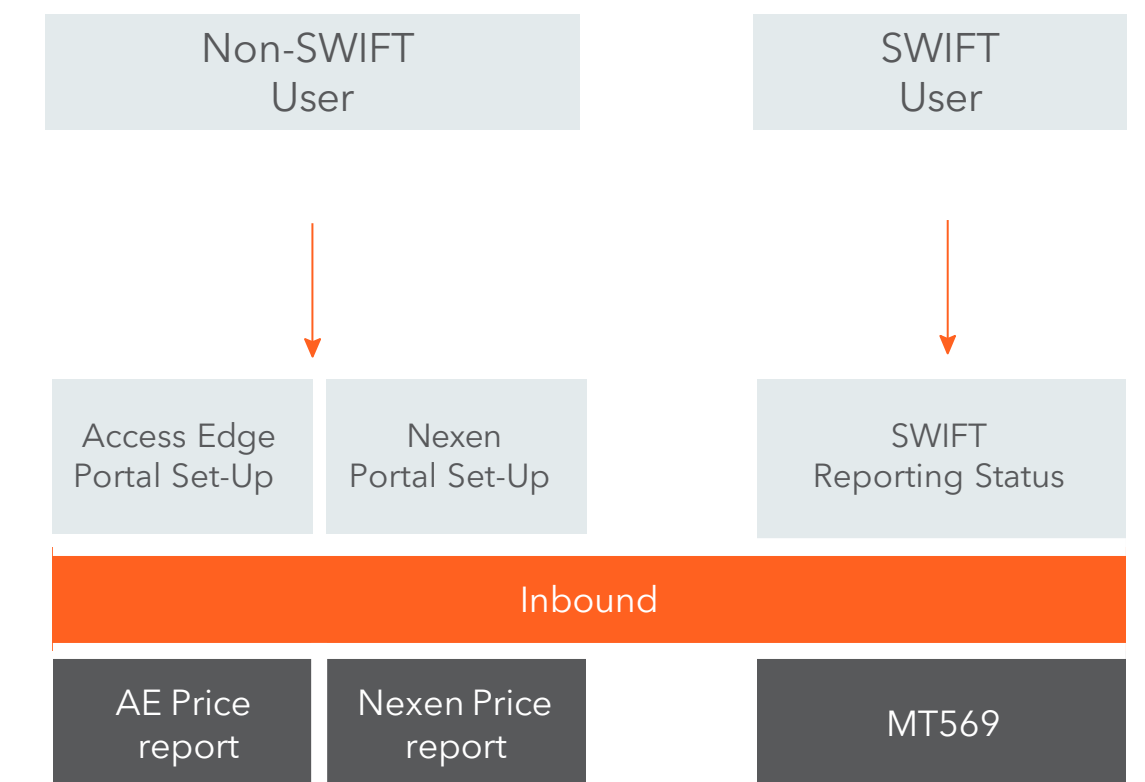 Non-SWIFT
User
SWIFT
User
Access Edge
Portal Set-Up
Nexen
Portal Set-Up
SWIFT
Reporting Status
Inbound
AE Price
report
Nexen Price
report
MT569